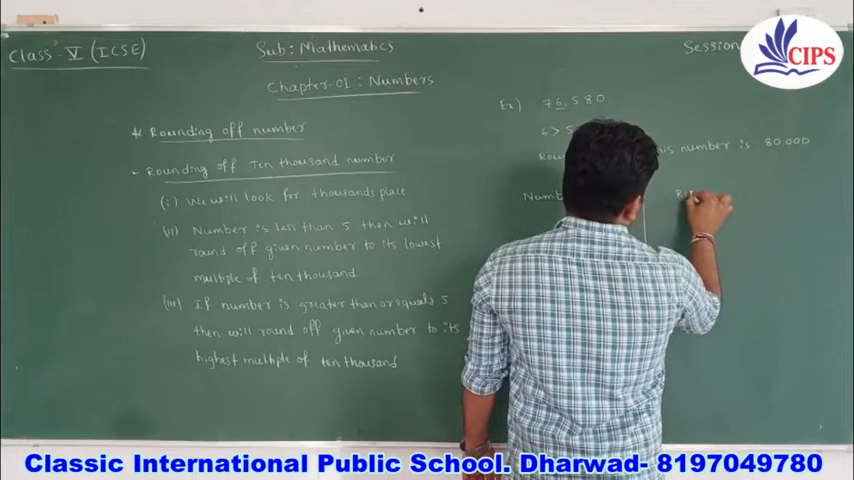 Class - V (ICSE)
Sub: Mathematics
Session
CIPS
Chapter-01: Numbers
* Rounding off number
- Rounding off Ten thousand number
(i) We will look for thousands place
(ii) Number is less than 5 then will
round off given number to its lowest
multiple of ten thousand
(iii) If number is greater than or equals 5
then will round off given number to its
highest multiple of ten thousand
Ex) 76,580
6 > 5
number is 80.000
Classic International Public School. Dharwad- 8197049780